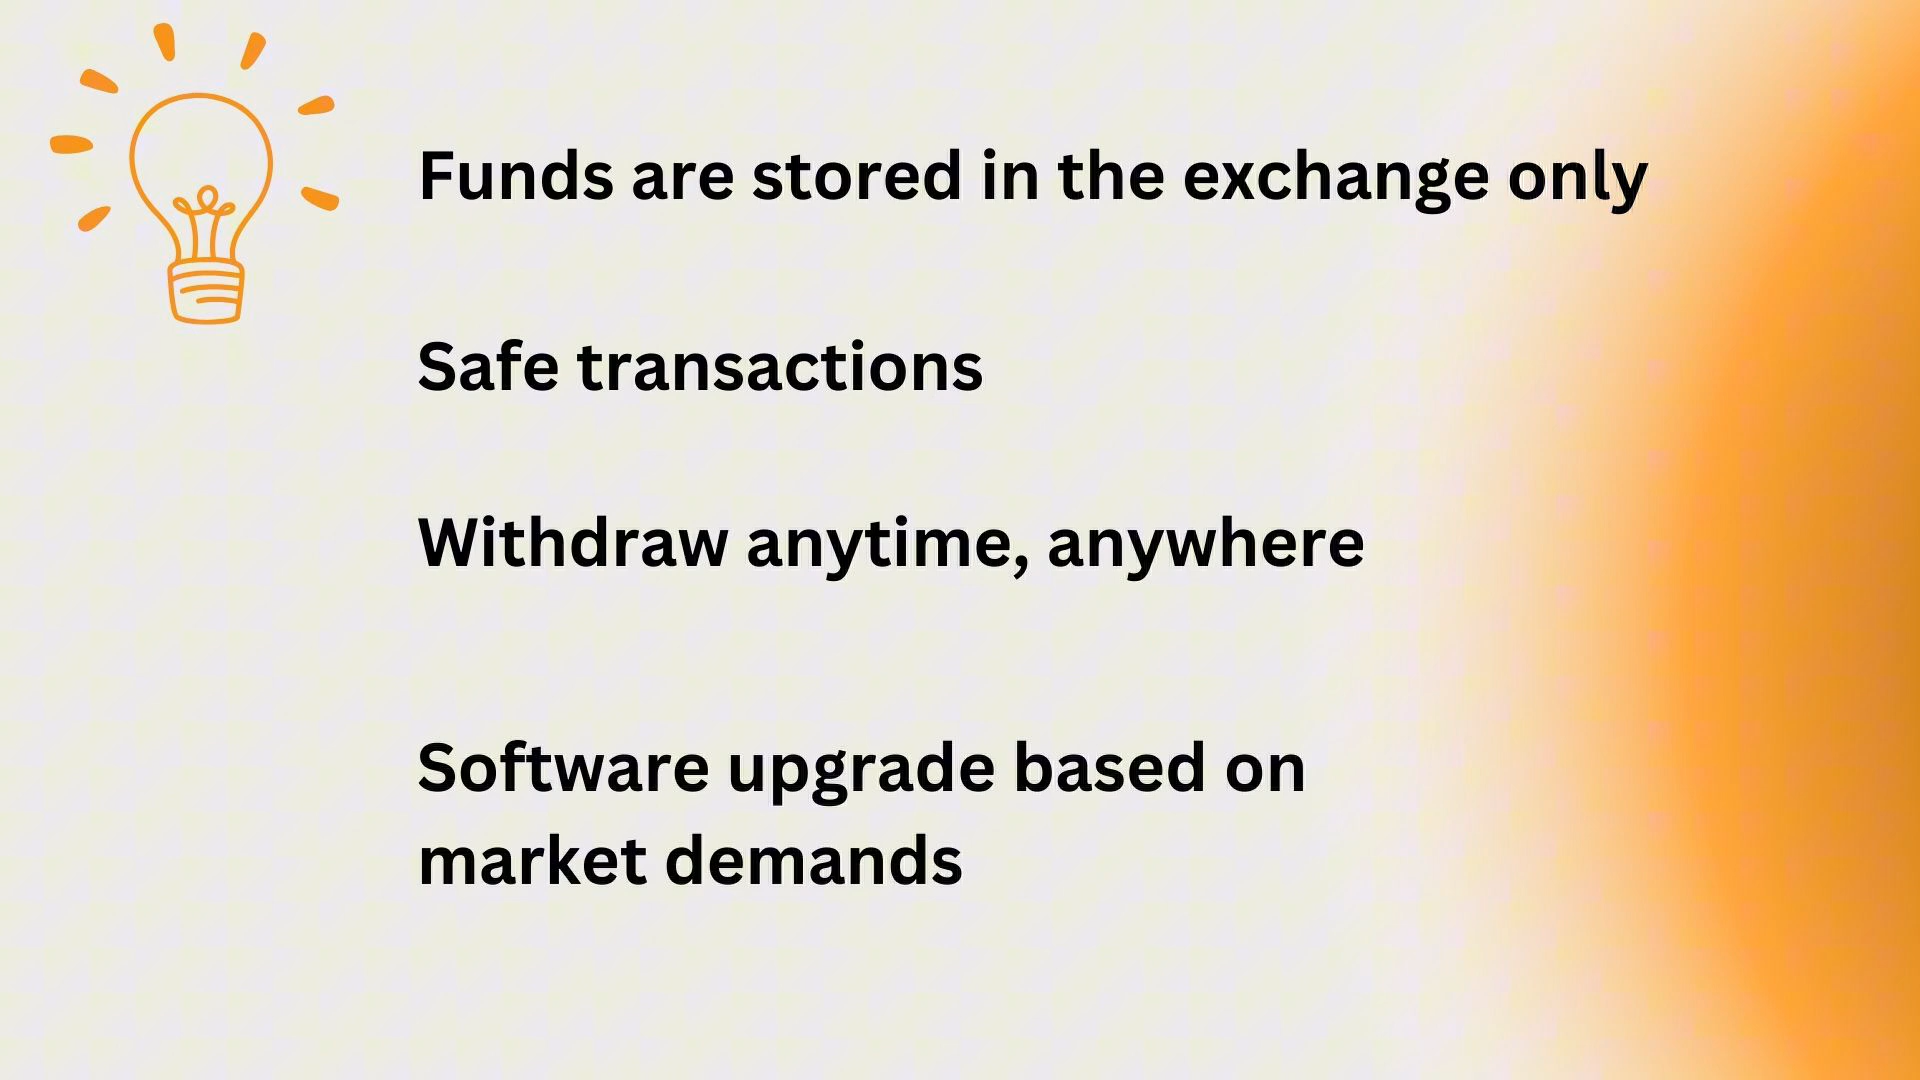 Funds are stored in the exchange only
Safe transactions
Withdraw anytime, anywhere
Software upgrade based on
market demands